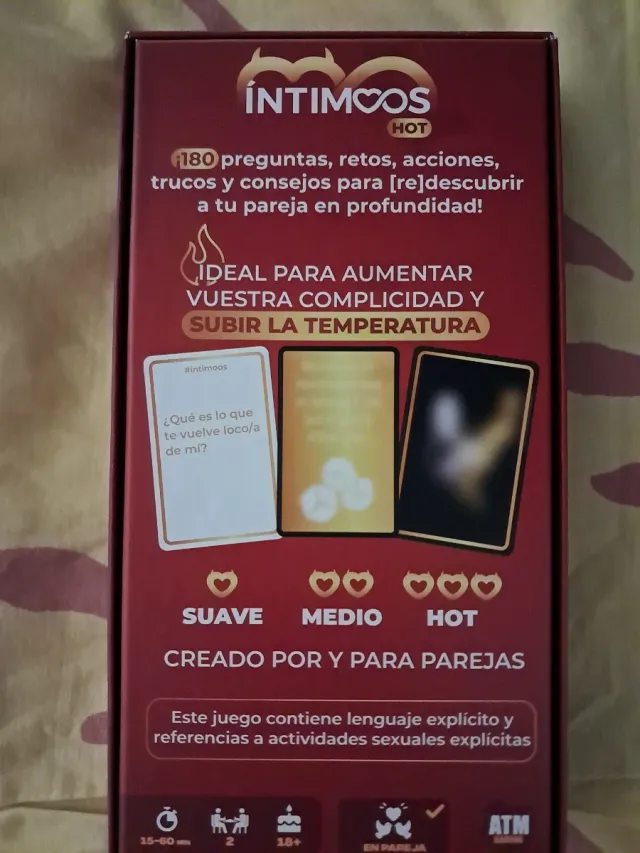 ÍNTIMOOS
HOT
¡180 preguntas, retos, acciones,
trucos y consejos para [re]descubrir
a tu pareja en profundidad!
IDEAL PARA AUMENTAR
VUESTRA COMPLICIDAD Y
SUBIR LA TEMPERATURA
#intimoos
¿Qué es lo que
te vuelve loco/a
de mí?
SUAVE MEDIO HOT
CREADO POR Y PARA PAREJAS
Este juego contiene lenguaje explícito y
referencias a actividades sexuales explícitas
15-60 MIN 2 18+ EN PAREJA
ATM